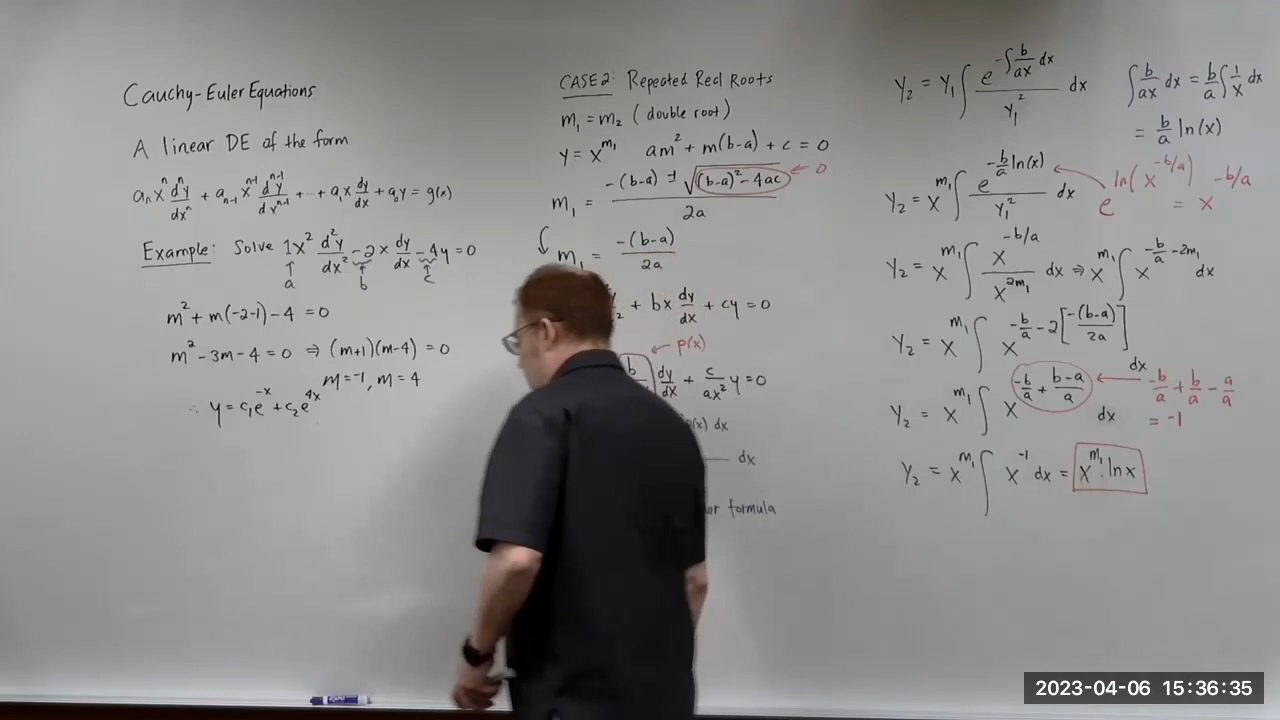 Cauchy-Euler Equations
A linear DE of the form
aₙxⁿ dⁿy/dxⁿ + aₙ₋₁xⁿ⁻¹ dⁿ⁻¹y/dxⁿ⁻¹ + ... + a₁x dy/dx + a₀y = g(x)
Example: Solve 1x² d²y/dx² - 2x dy/dx - 4y = 0
a b c
m² + m(-2-1) - 4 = 0
m² - 3m - 4 = 0 ⇒ (m+1)(m-4) = 0
m = -1, m = 4
∴ y = c₁e^(-x) + c₂e^(4x)
CASE 2: Repeated Real Roots
m₁ = m₂ (double root)
y = x^(m₁) am² + m(b-a) + c = 0
m₁ = (-(b-a) ± √((b-a)² - 4ac))/2a ← 0
m₁ = -(b-a)/2a
+ bx dy/dx + cy = 0
← p(x)
dy/dx + c/(ax²) y = 0
(x) dx
dx
formula
y₂ = y₁ ∫ e^(-∫ b/(ax) dx)/y₁² dx
∫ b/(ax) dx = b/a ∫ 1/x dx
= b/a ln(x)
y₂ = x^(m₁) ∫ e^(-b/a ln(x))/y₁² dx
e^(ln(x^(-b/a))) = x^(-b/a)
y₂ = x^(m₁) ∫ x^(-b/a)/x^(2m₁) dx ⇒ x^(m₁) ∫ x^(-b/a - 2m₁) dx
y₂ = x^(m₁) ∫ x^(-b/a - 2[-(b-a)/2a]) dx
y₂ = x^(m₁) ∫ x^(-b/a + (b-a)/a) dx
← -b/a + b/a - a/a
= -1
y₂ = x^(m₁) ∫ x⁻¹ dx = x^(m₁) · ln x
2023-04-06 15:36:35